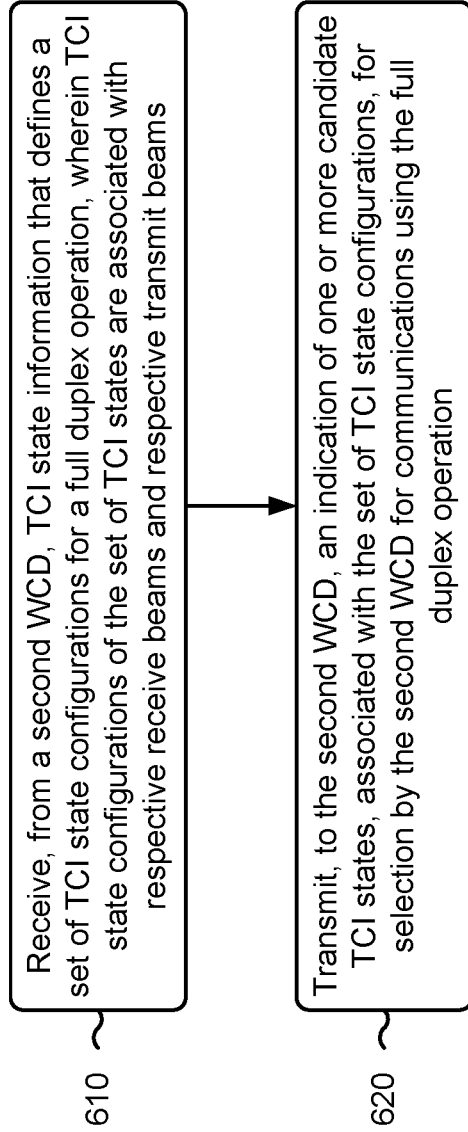 610
Receive, from a second WCD, TCI state information that defines a
set of TCI state configurations for a full duplex operation, wherein TCI
state configurations of the set of TCI states are associated with
respective receive beams and respective transmit beams
620
Transmit, to the second WCD, an indication of one or more candidate
TCI states, associated with the set of TCI state configurations, for
selection by the second WCD for communications using the full
duplex operation